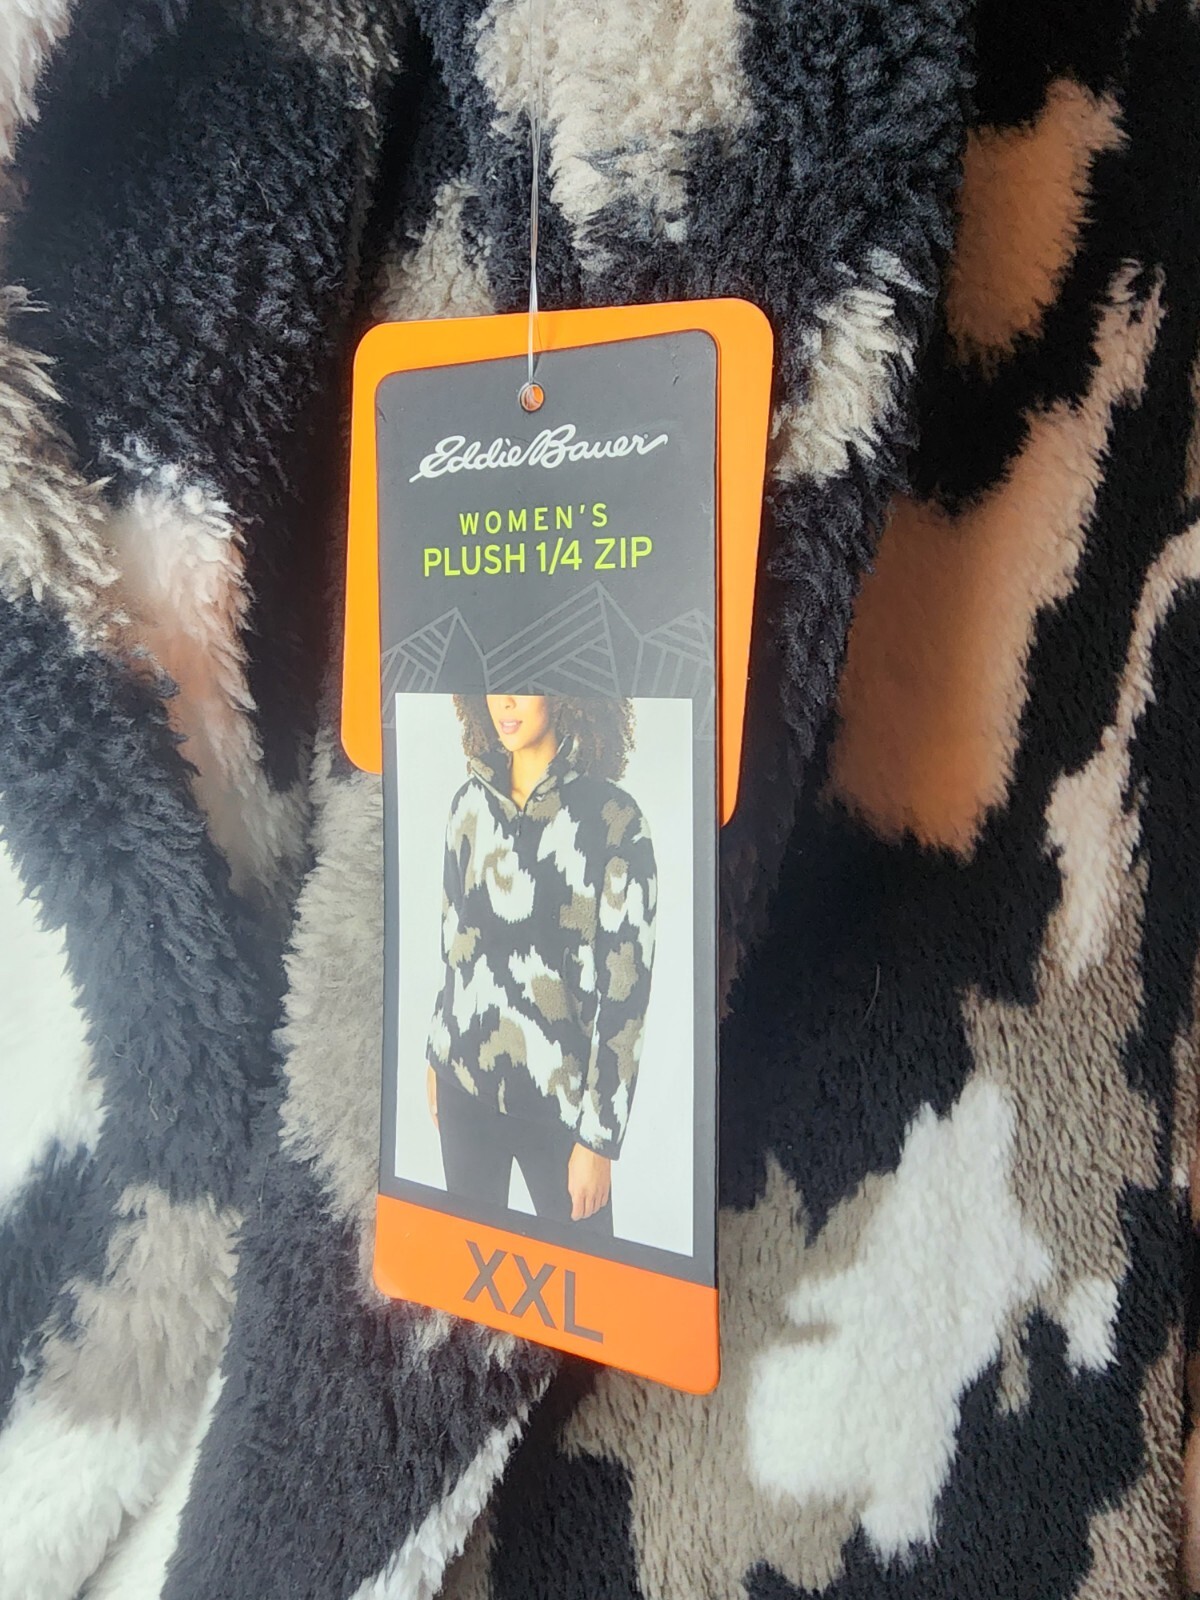 Eddie Bauer
WOMEN'S
PLUSH 1/4 ZIP
XXL